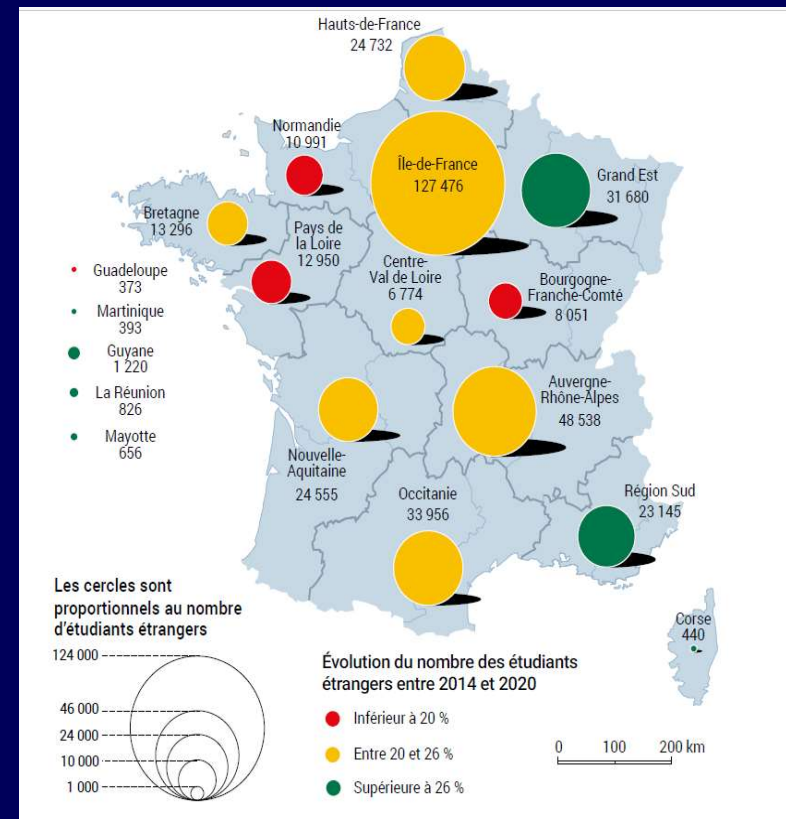 Hauts-de-France
24 732
Normandie
10 991
Île-de-France
127 476
Grand Est
31 680
Bretagne
13 296
Pays de
la Loire
12 950
Centre-
Val de Loire
6 774
Bourgogne-
Franche-Comté
8 051
Guadeloupe
373
Martinique
393
Guyane
1 220
La Réunion
826
Mayotte
656
Auvergne-
Rhône-Alpes
48 538
Nouvelle-
Aquitaine
24 555
Occitanie
33 956
Région Sud
23 145
Corse
440
Les cercles sont
proportionnels au nombre
d'étudiants étrangers
124 000
46 000
24 000
10 000
1 000
Évolution du nombre des étudiants
étrangers entre 2014 et 2020
Inférieur à 20 %
Entre 20 et 26 %
Supérieure à 26 %
0 100 200 km